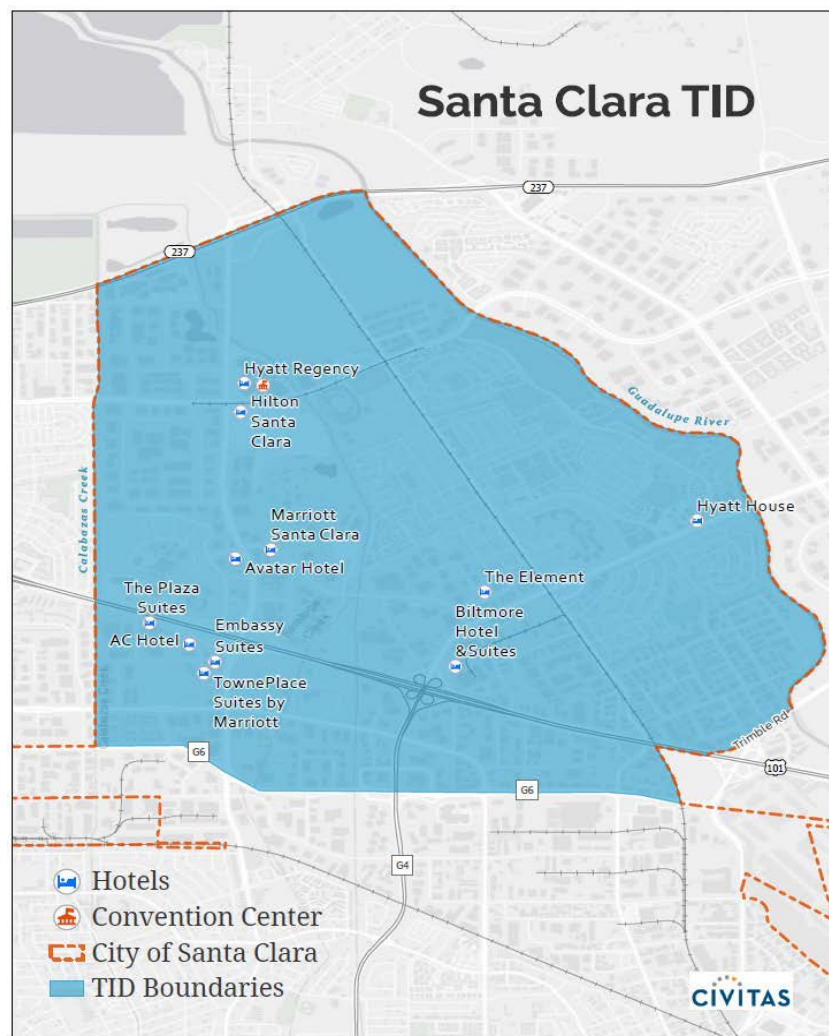 Santa Clara TID
237
237
Hyatt Regency
Hilton
Santa
Clara
Guadalupe River
Calabazas Creek
Hyatt House
Marriott
Santa Clara
Avatar Hotel
The Element
The Plaza
Suites
Biltmore
Hotel
&Suites
Embassy
Suites
AC Hotel
TownePlace
Suites by
Marriott
Calabazas Creek
Trimble Rd
G6
101
G6
G4
Hotels
Convention Center
City of Santa Clara
TID Boundaries
CIVITAS